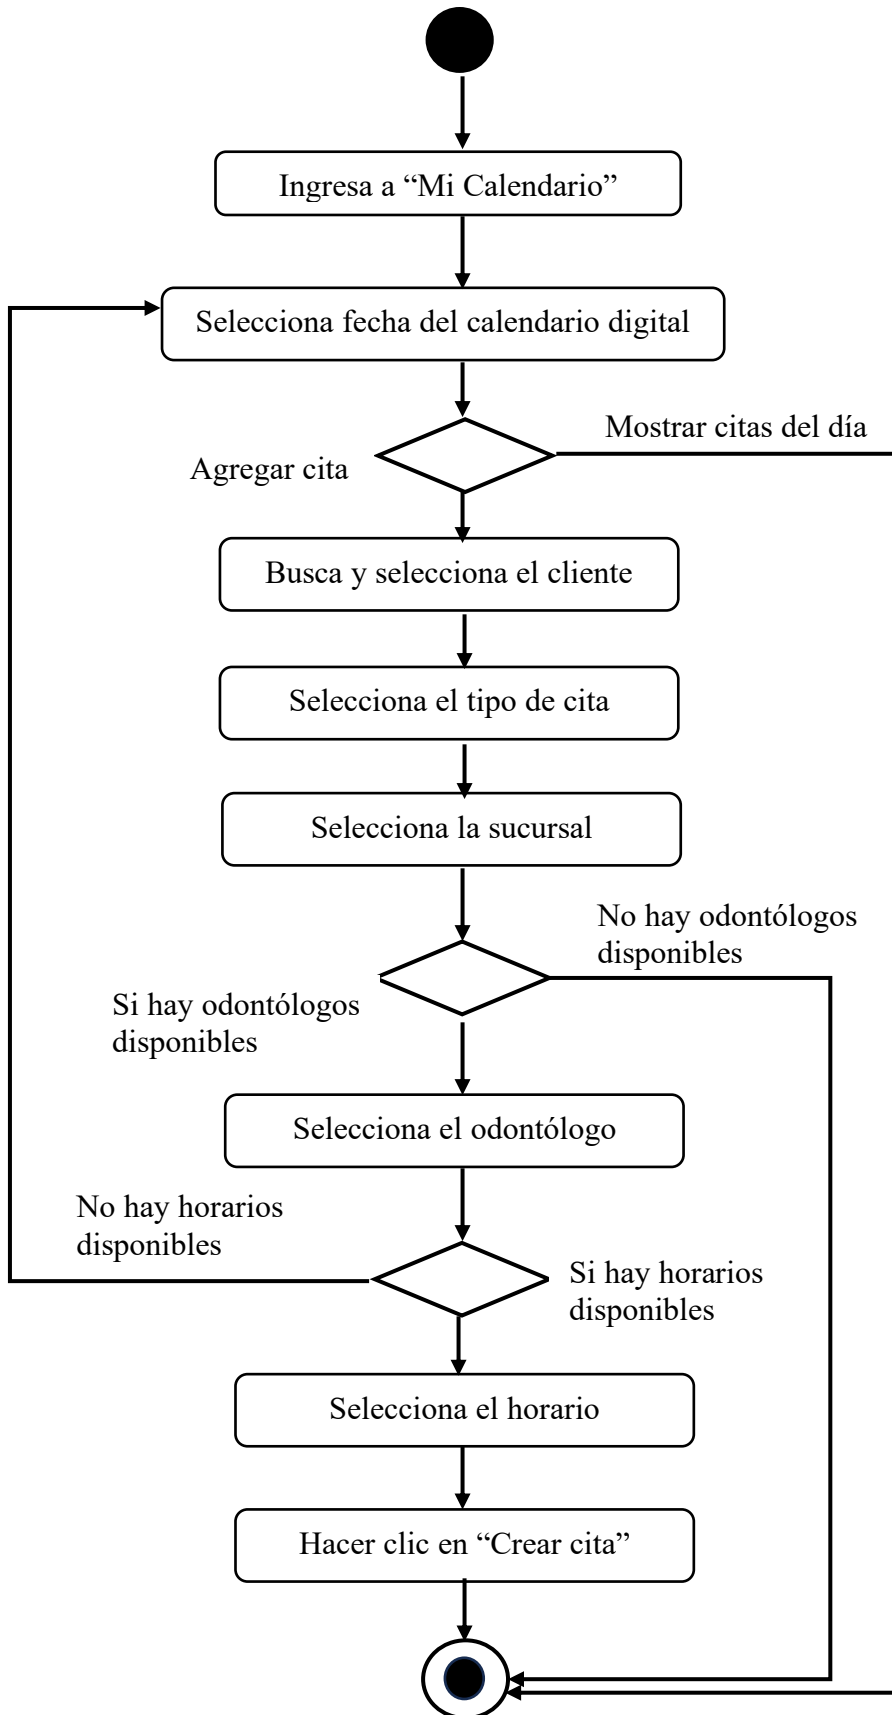 Ingresa a “Mi Calendario”
Selecciona fecha del calendario digital
Mostrar citas del día
Agregar cita
Busca y selecciona el cliente
Selecciona el tipo de cita
Selecciona la sucursal
No hay odontólogos
disponibles
Si hay odontólogos
disponibles
Selecciona el odontólogo
No hay horarios
disponibles
Si hay horarios
disponibles
Selecciona el horario
Hacer clic en “Crear cita”